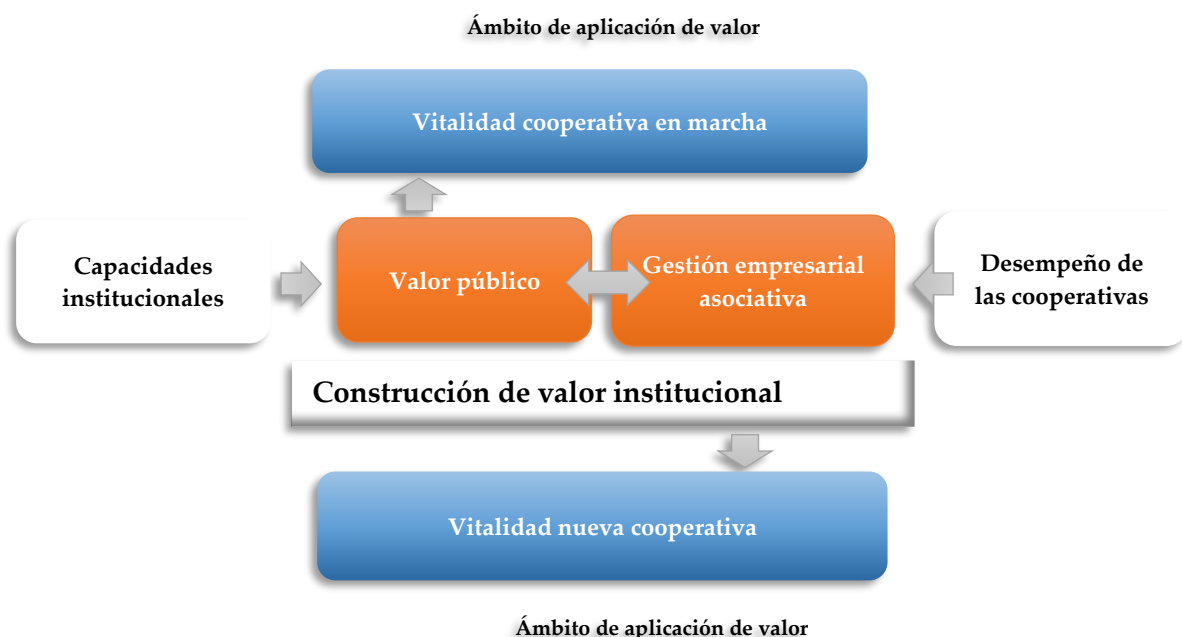 Ámbito de aplicación de valor
Vitalidad cooperativa en marcha
Capacidades
institucionales
Valor público
Gestión empresarial
asociativa
Desempeño de
las cooperativas
Construcción de valor institucional
Vitalidad nueva cooperativa
Ámbito de aplicación de valor